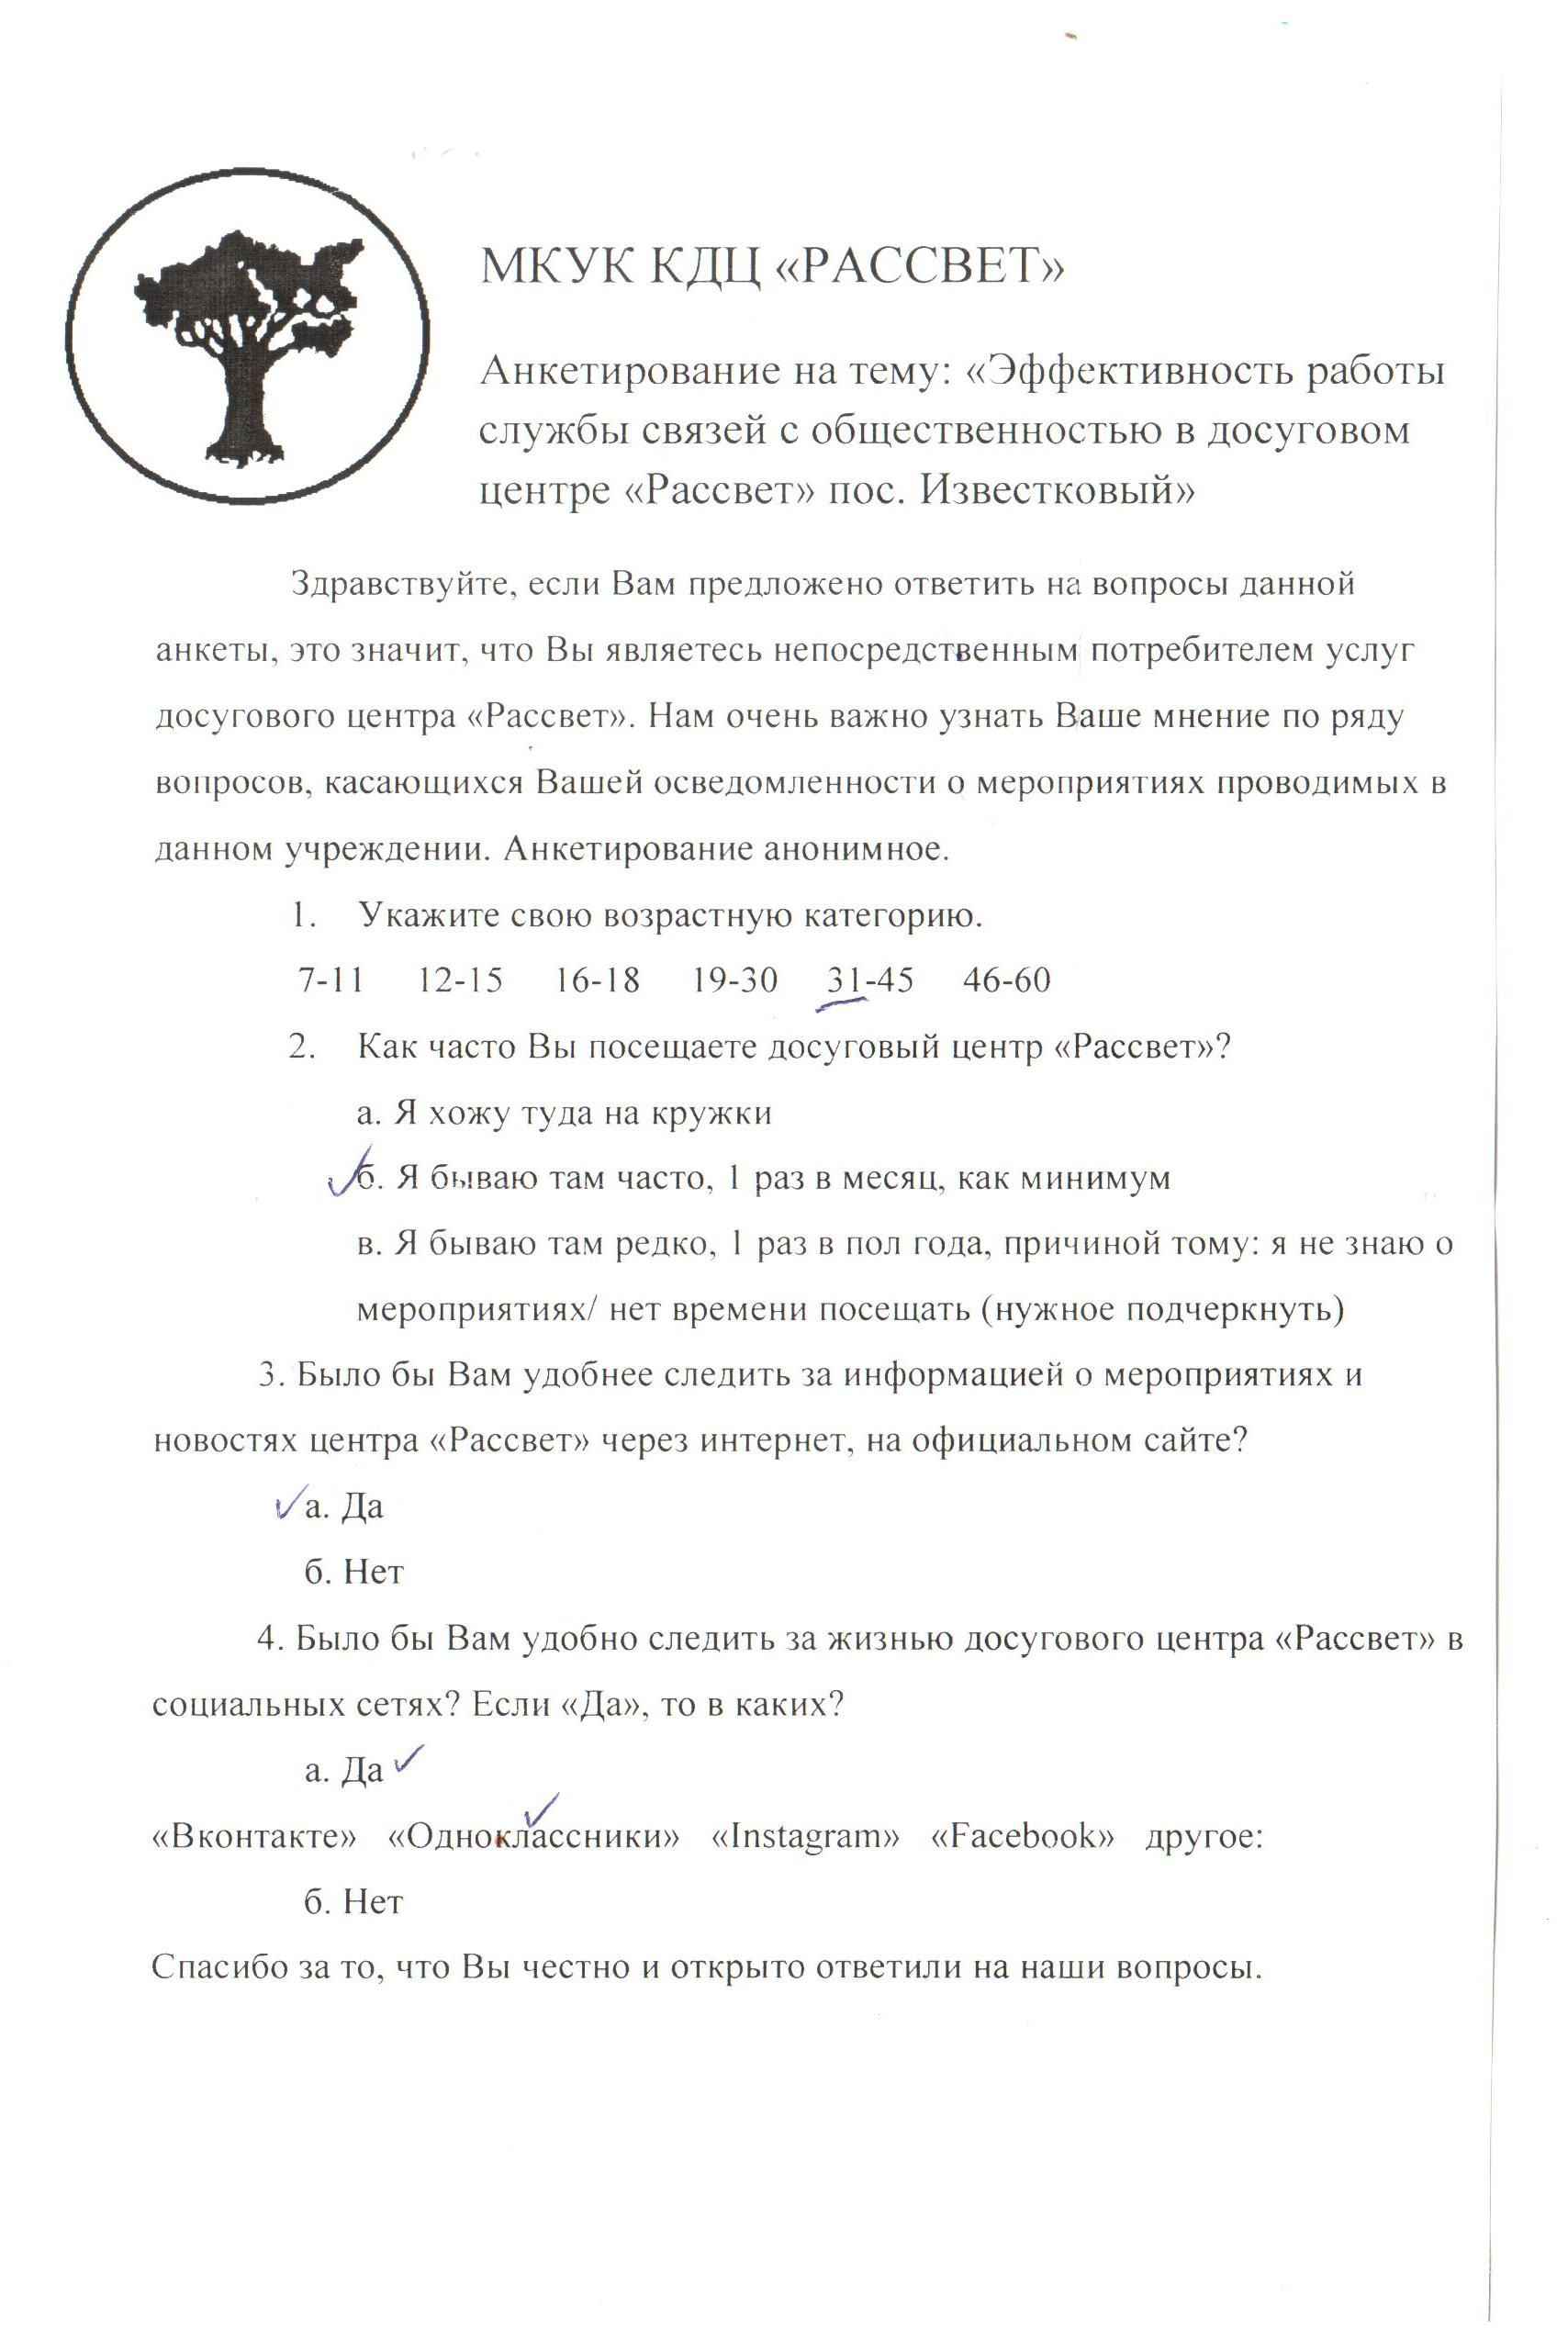 МКУК КДЦ «РАССВЕТ»
Анкетирование на тему: «Эффективность работы
службы связей с общественностью в досуговом
центре «Рассвет» пос. Известковый»
Здравствуйте, если Вам предложено ответить на вопросы данной
анкеты, это значит, что Вы являетесь непосредственным потребителем услуг
досугового центра «Рассвет». Нам очень важно узнать Ваше мнение по ряду
вопросов, касающихся Вашей осведомленности о мероприятиях проводимых в
данном учреждении. Анкетирование анонимное.
1. Укажите свою возрастную категорию.
7-11 12-15 16-18 19-30 31-45 46-60
2. Как часто Вы посещаете досуговый центр «Рассвет»?
а. Я хожу туда на кружки
б. Я бываю там часто, 1 раз в месяц, как минимум
в. Я бываю там редко, 1 раз в пол года, причиной тому: я не знаю о
мероприятиях/ нет времени посещать (нужное подчеркнуть)
3. Было бы Вам удобнее следить за информацией о мероприятиях и
новостях центра «Рассвет» через интернет, на официальном сайте?
а. Да
б. Нет
4. Было бы Вам удобно следить за жизнью досугового центра «Рассвет» в
социальных сетях? Если «Да», то в каких?
а. Да
«Вконтакте» «Одноклассники» «Instagram» «Facebook» другое:
б. Нет
Спасибо за то, что Вы честно и открыто ответили на наши вопросы.